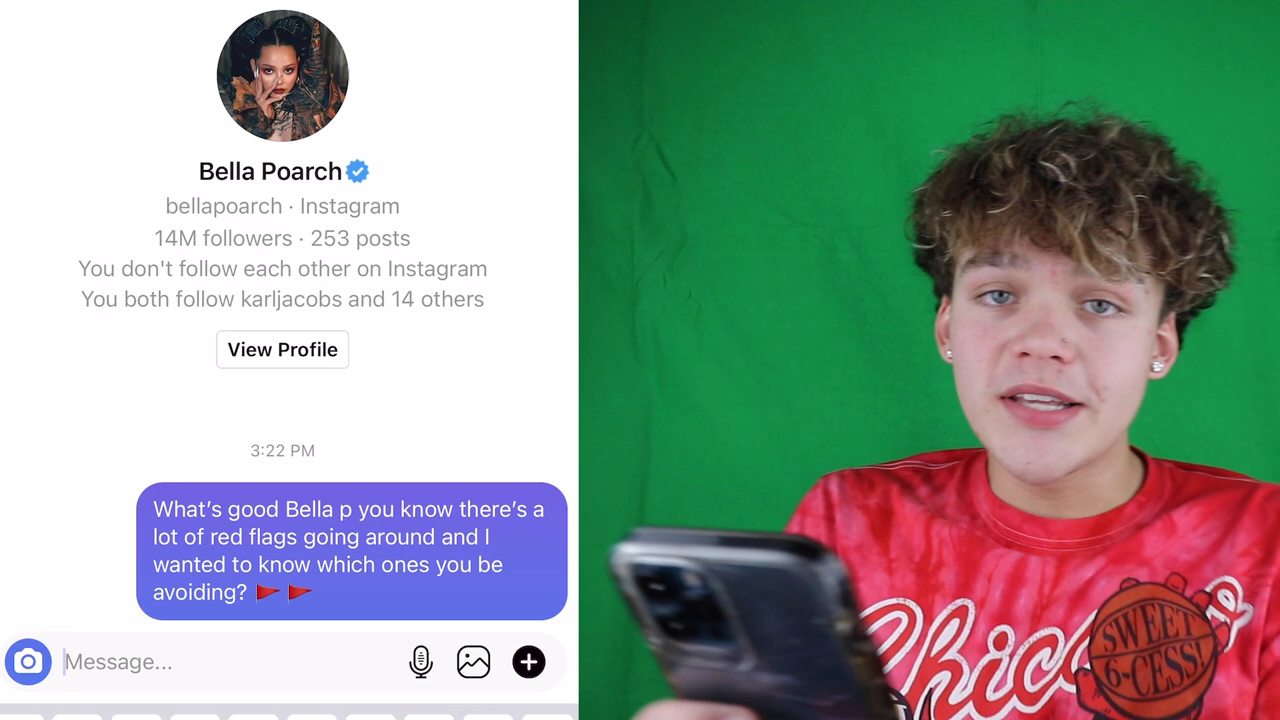 Bella Poarch
bellapoarch · Instagram
14M followers · 253 posts
You don't follow each other on Instagram
You both follow karljacobs and 14 others
View Profile
3:22 PM
What's good Bella p you know there's a
lot of red flags going around and I
wanted to know which ones you be
avoiding? 🚩 🚩
Message...
SWEET
6-CESS!